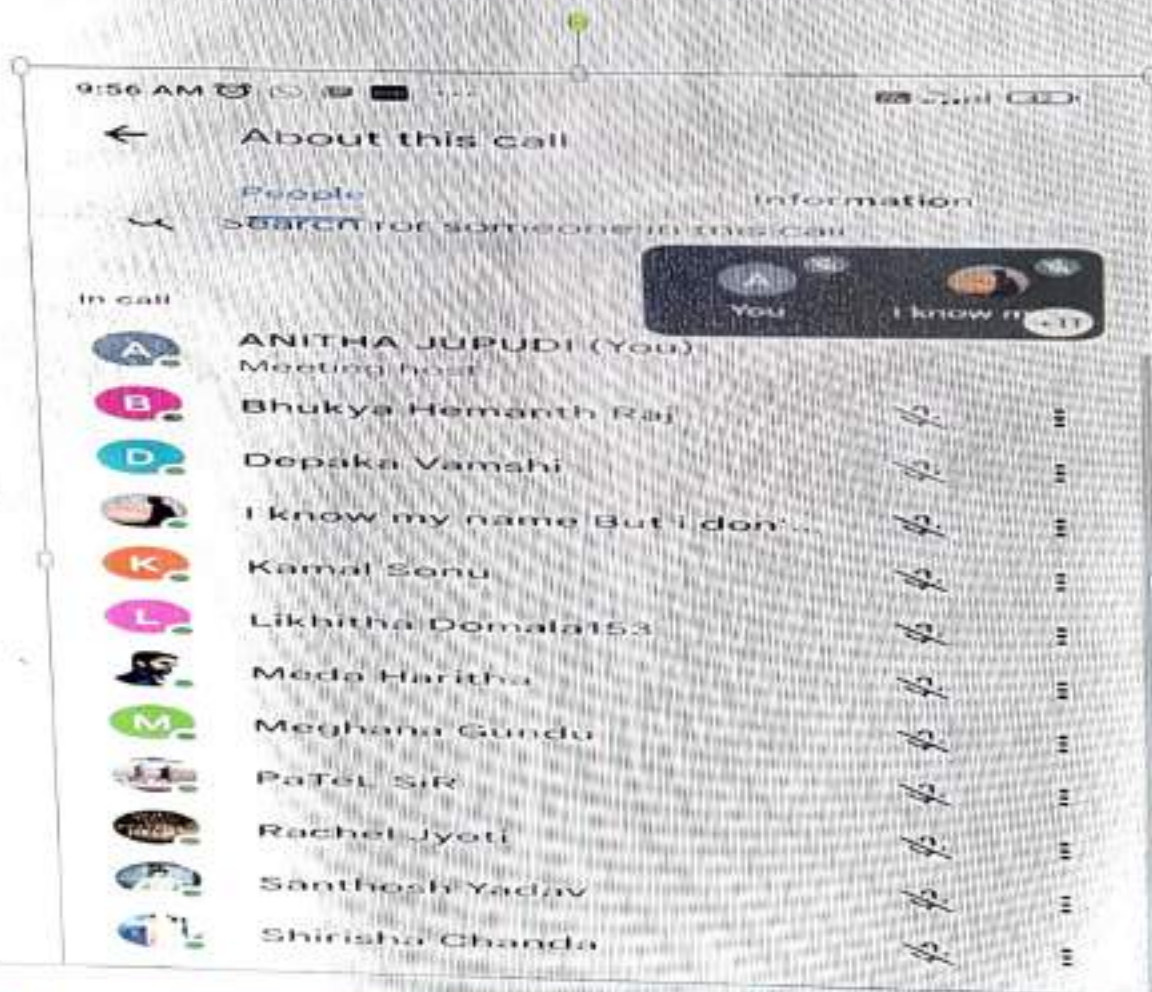 9:56 AM
About this call
People
Information
Search for someone in this call
In call
A
You
I know m
+11
A
ANITHA JUPUDI (You)
Meeting host
B
Bhukya Hemanth Raj
D
Depaka Vamshi
I know my name But i don'...
K
Kamal Sonu
L
Likhitha Domala153
Meda Haritha
M
Meghana Gundu
PaTeL SiR
Rachel Jyoti
Santhosh Yadav
Shirisha Chanda